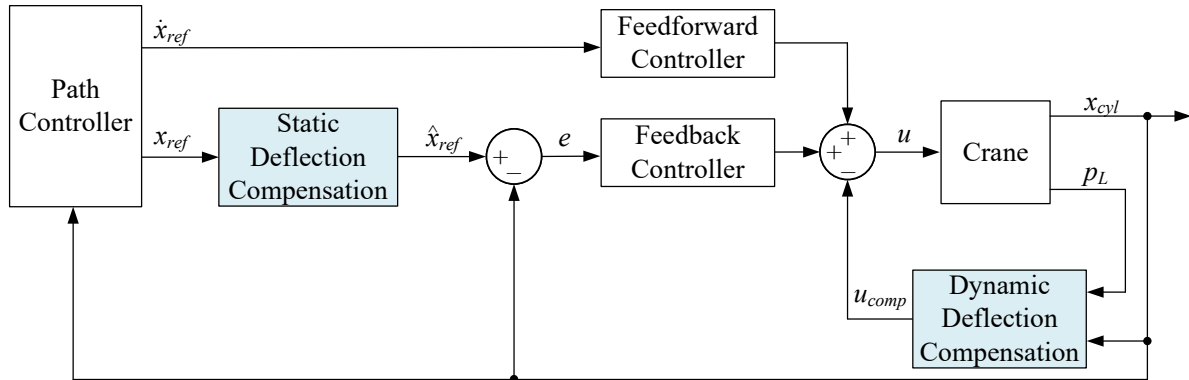 Path
Controller
ẋref
xref
Static
Deflection
Compensation
x̂ref
+
−
e
Feedforward
Controller
Feedback
Controller
+
+
−
u
Crane
xcyl
pL
ucomp
Dynamic
Deflection
Compensation